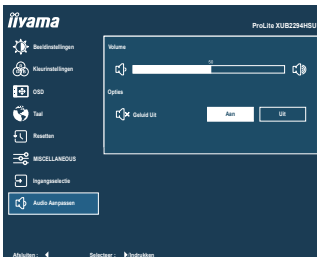 iiyama
ProLite XUB2294HSU
Beeldinstellingen
Kleurinstellingen
OSD
Taal
Resetten
MISCELLANEOUS
Ingangsselectie
Audio Aanpassen
Volume
50
Opties
Geluid Uit
Aan
Uit
Afsluiten :
Selecteer : /Indrukken